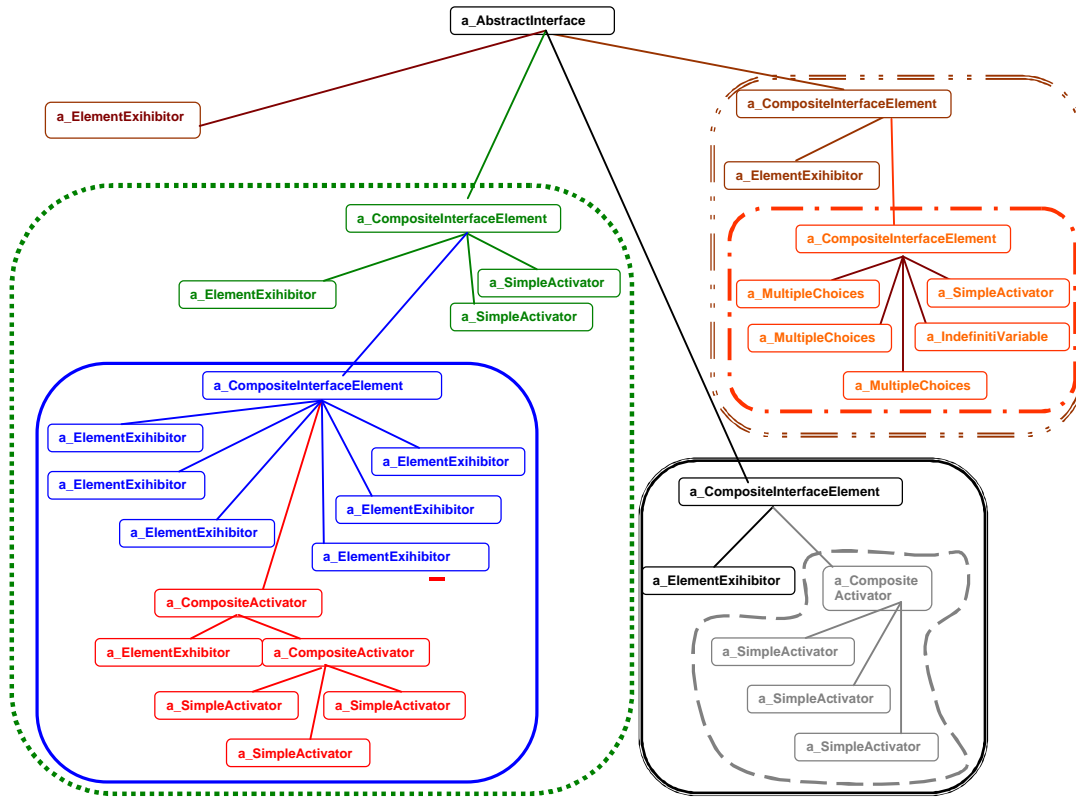 a_AbstractInterface
a_CompositeInterfaceElement
a_ElementExihibitor
a_ElementExihibitor
a_CompositeInterfaceElement
a_CompositeInterfaceElement
a_SimpleActivator
a_ElementExihibitor
a_MultipleChoices
a_SimpleActivator
a_SimpleActivator
a_MultipleChoices
a_IndefinitiVariable
a_CompositeInterfaceElement
a_MultipleChoices
a_ElementExihibitor
a_ElementExihibitor
a_ElementExihibitor
a_CompositeInterfaceElement
a_ElementExihibitor
a_ElementExihibitor
a_ElementExihibitor
a_ElementExihibitor
a_Composite
Activator
a_CompositeActivator
a_ElementExhibitor
a_CompositeActivator
a_SimpleActivator
a_SimpleActivator
a_SimpleActivator
a_SimpleActivator
a_SimpleActivator
a_SimpleActivator